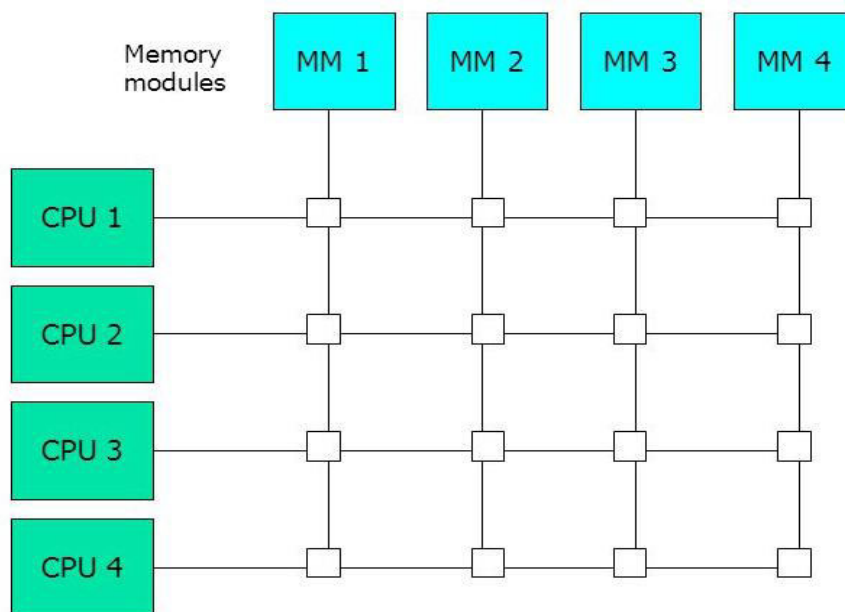 Memory
modules
MM 1
MM 2
MM 3
MM 4
CPU 1
CPU 2
CPU 3
CPU 4